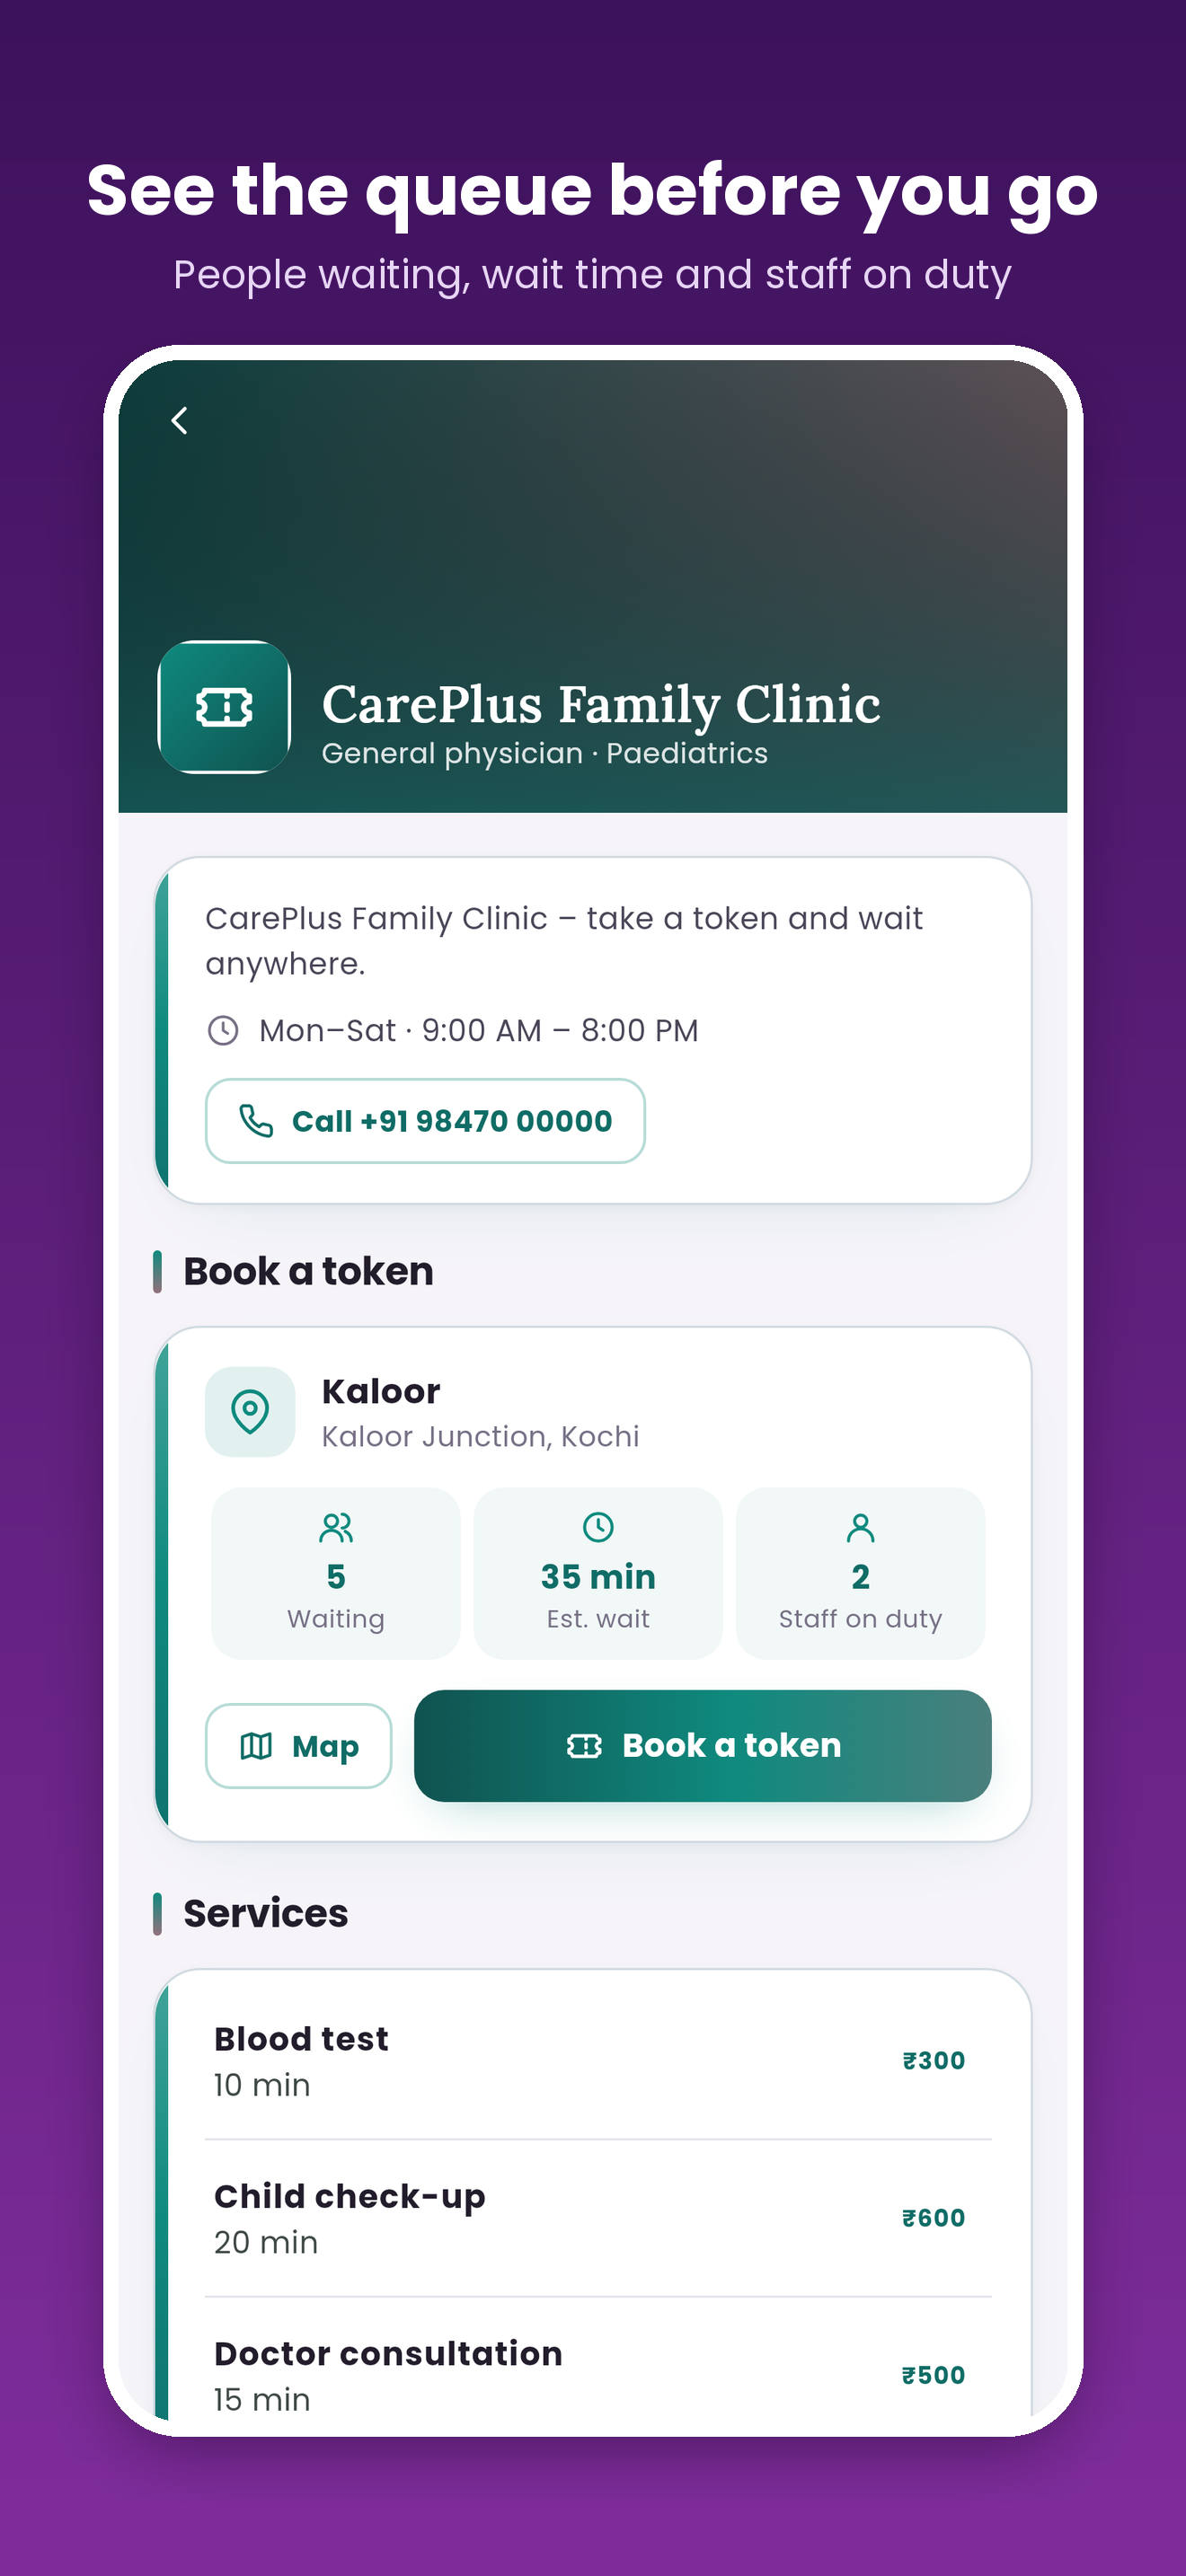 See the queue before you go
People waiting, wait time and staff on duty
CarePlus Family Clinic
General physician · Paediatrics
CarePlus Family Clinic – take a token and wait
anywhere.
Mon–Sat · 9:00 AM – 8:00 PM
Call +91 98470 00000
Book a token
Kaloor
Kaloor Junction, Kochi
5 35 min 2
Waiting Est. wait Staff on duty
Map Book a token
Services
Blood test
₹300
10 min
Child check-up
₹600
20 min
Doctor consultation
₹500
15 min